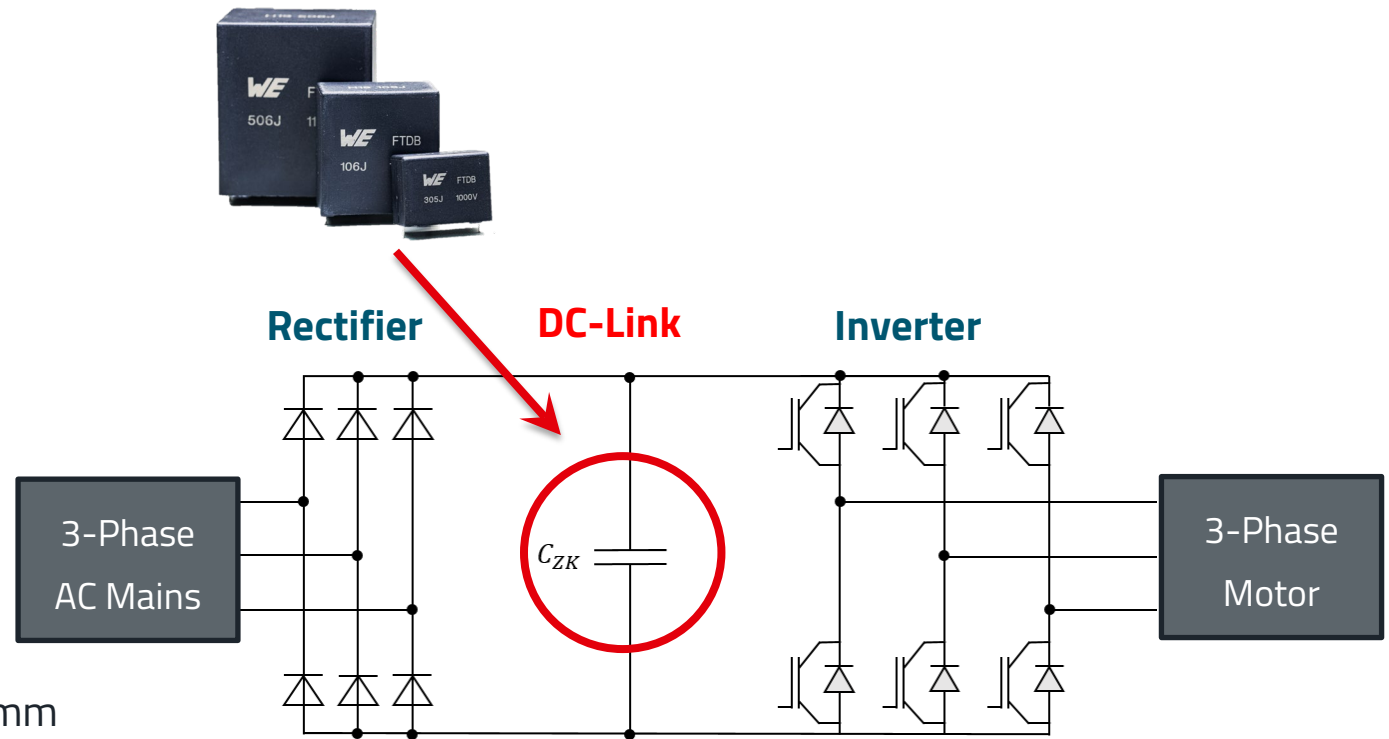 WE F
506J 11
WE FTDB
106J
WE FTDB
305J 1000V
Rectifier DC-Link Inverter
3-Phase
AC Mains
C_ZK
3-Phase
Motor
mm